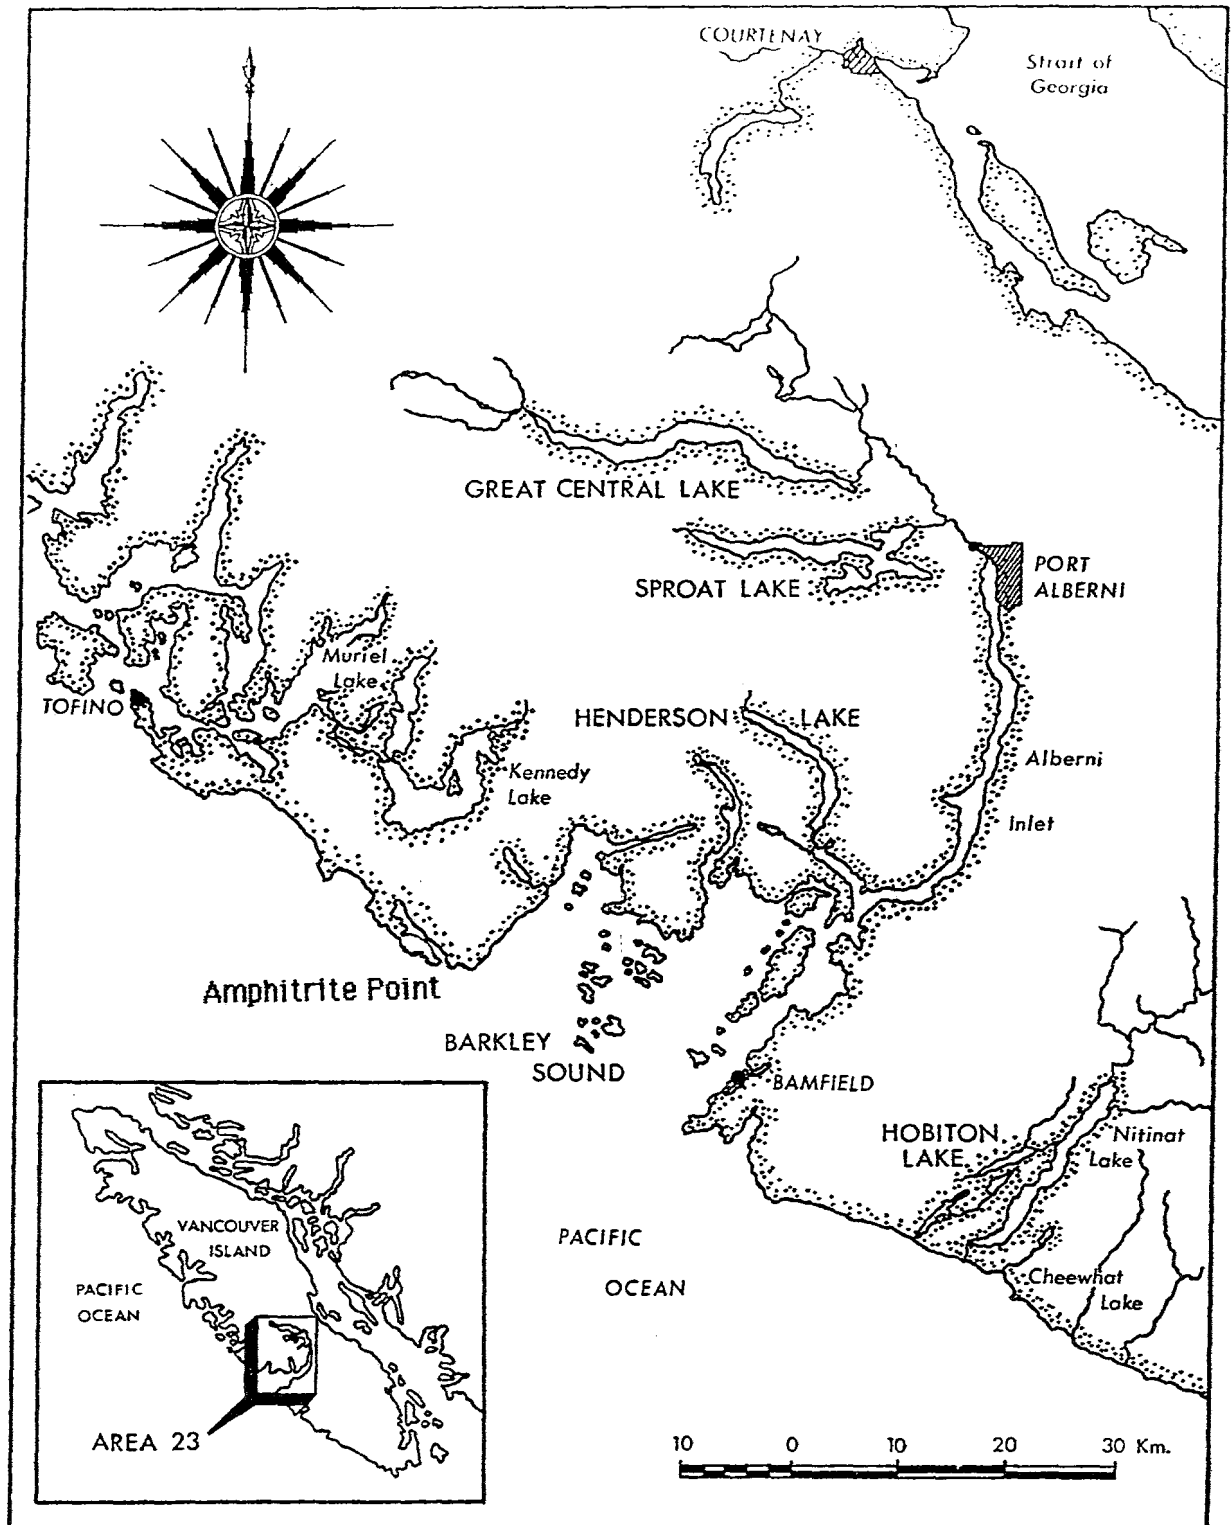 COURTENAY
Strait of
Georgia
GREAT CENTRAL LAKE
SPROAT LAKE
PORT
ALBERNI
Muriel
Lake
TOFINO
HENDERSON LAKE
Kennedy
Lake
Alberni
Inlet
Amphitrite Point
BARKLEY
SOUND
BAMFIELD
HOBITON
LAKE
Nitinat
Lake
PACIFIC
OCEAN
Cheewhat
Lake
VANCOUVER
ISLAND
PACIFIC
OCEAN
AREA 23
10 0 10 20 30 Km.